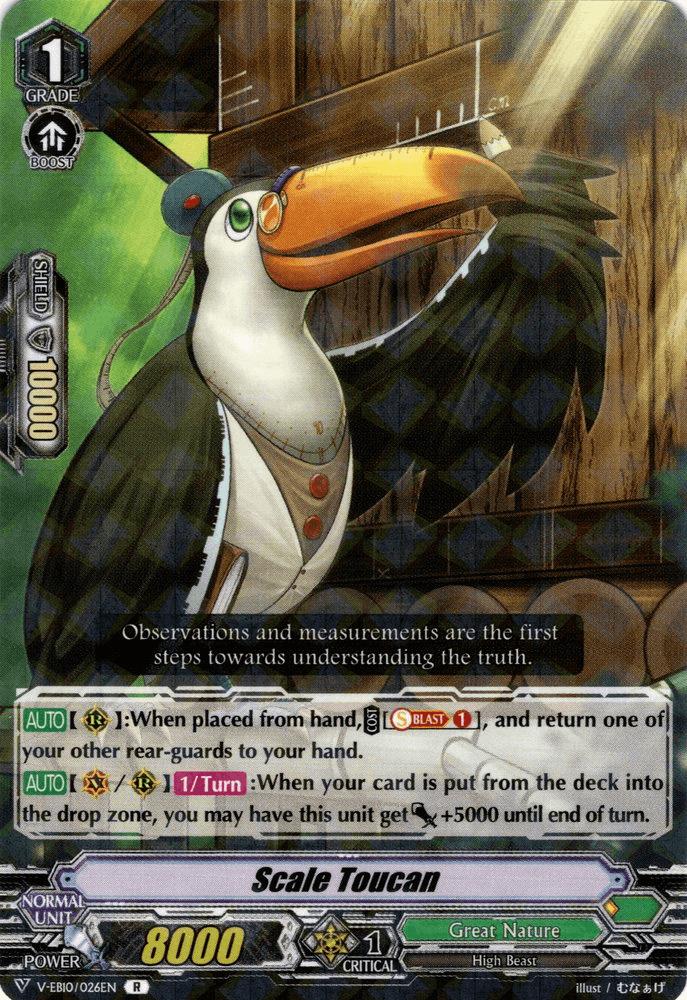 1
GRADE
BOOST
SHIELD
10000
cm
Observations and measurements are the first
steps towards understanding the truth.
AUTO【R】:When placed from hand, COST [S BLAST 1], and return one of
your other rear-guards to your hand.
AUTO【V/R】1/Turn:When your card is put from the deck into
the drop zone, you may have this unit get +5000 until end of turn.
Scale Toucan
NORMAL
UNIT
POWER
8000
1
CRITICAL
Great Nature
High Beast
V-EB10/026EN R
illust / むなぁげ